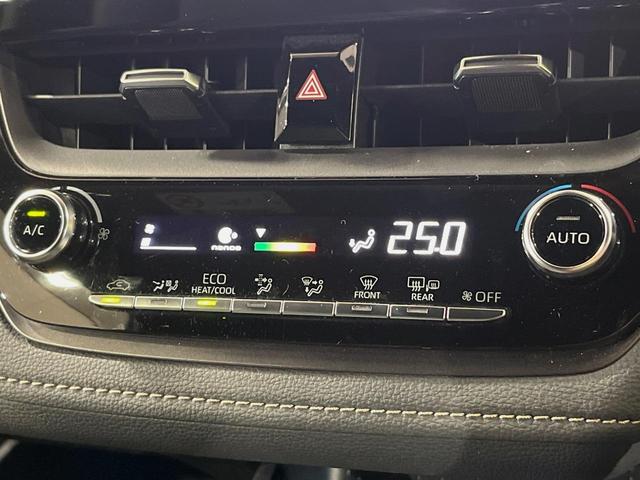 A/C
nanoe
25.0
AUTO
ECO
HEAT/COOL
FRONT
REAR
OFF